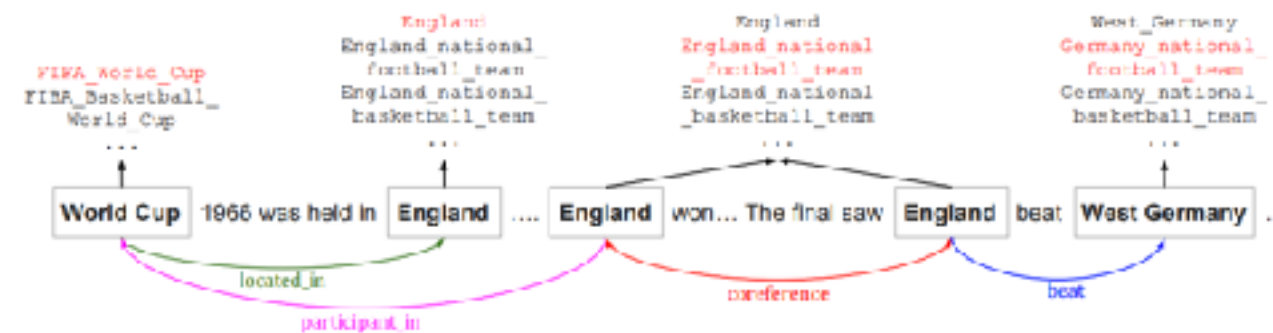 England
England_national_
football_team
England_national_
basketball_team
...
England
England_national
_football_team
England_national
_basketball_team
...
West_Germany
Germany_national_
football_team
Germany_national_
basketball_team
...
FIFA_World_Cup
FIBA_Basketball_
World_Cup
...
World Cup 1966 was held in England .... England won... The final saw England beat West Germany .
located_in
participant_in
coreference
beat